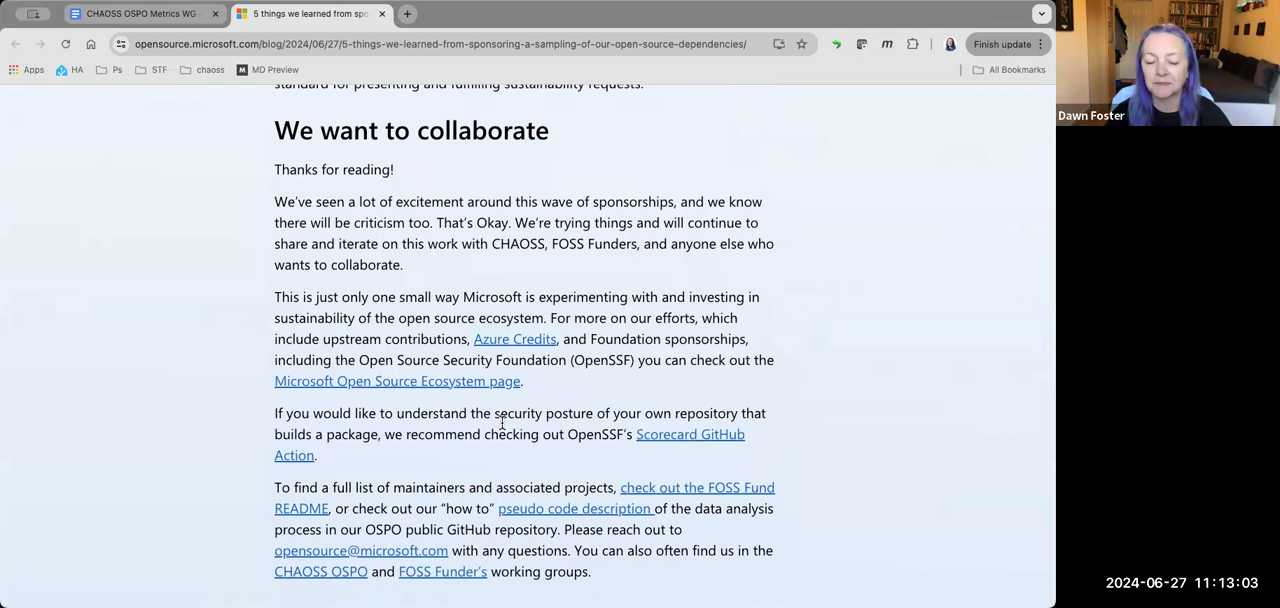 CHAOSS OSPO Metrics WG -
5 things we learned from spo
opensource.microsoft.com/blog/2024/06/27/5-things-we-learned-from-sponsoring-a-sampling-of-our-open-source-dependencies/
Finish update
Apps
HA
Ps
STF
chaoss
MD Preview
All Bookmarks
standard for presenting and fulfilling sustainability requests.
We want to collaborate
Thanks for reading!
We've seen a lot of excitement around this wave of sponsorships, and we know
there will be criticism too. That's Okay. We're trying things and will continue to
share and iterate on this work with CHAOSS, FOSS Funders, and anyone else who
wants to collaborate.
This is just only one small way Microsoft is experimenting with and investing in
sustainability of the open source ecosystem. For more on our efforts, which
include upstream contributions, Azure Credits, and Foundation sponsorships,
including the Open Source Security Foundation (OpenSSF) you can check out the
Microsoft Open Source Ecosystem page.
If you would like to understand the security posture of your own repository that
builds a package, we recommend checking out OpenSSF's Scorecard GitHub
Action.
To find a full list of maintainers and associated projects, check out the FOSS Fund
README, or check out our "how to" pseudo code description of the data analysis
process in our OSPO public GitHub repository. Please reach out to
opensource@microsoft.com with any questions. You can also often find us in the
CHAOSS OSPO and FOSS Funder's working groups.
Dawn Foster
2024-06-27 11:13:03